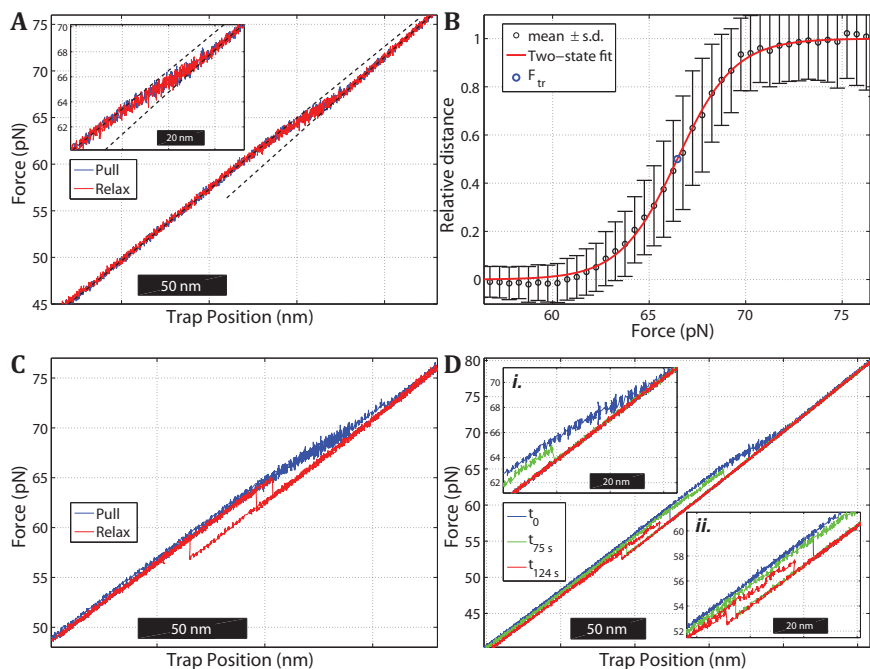 A
70
68
66
64
62
20 nm
Pull
Relax
50 nm
75
70
65
60
55
50
45
Force (pN)
Trap Position (nm)
B
mean ± s.d.
Two-state fit
F_tr
1
0.8
0.6
0.4
0.2
0
Relative distance
60
65
70
75
Force (pN)
C
75
70
65
60
55
50
Force (pN)
Pull
Relax
50 nm
Trap Position (nm)
D
80
75
70
65
60
55
50
45
Force (pN)
i.
70
68
66
64
62
20 nm
t_0
t_75 s
t_124 s
ii.
60
58
56
54
52
20 nm
50 nm
Trap Position (nm)